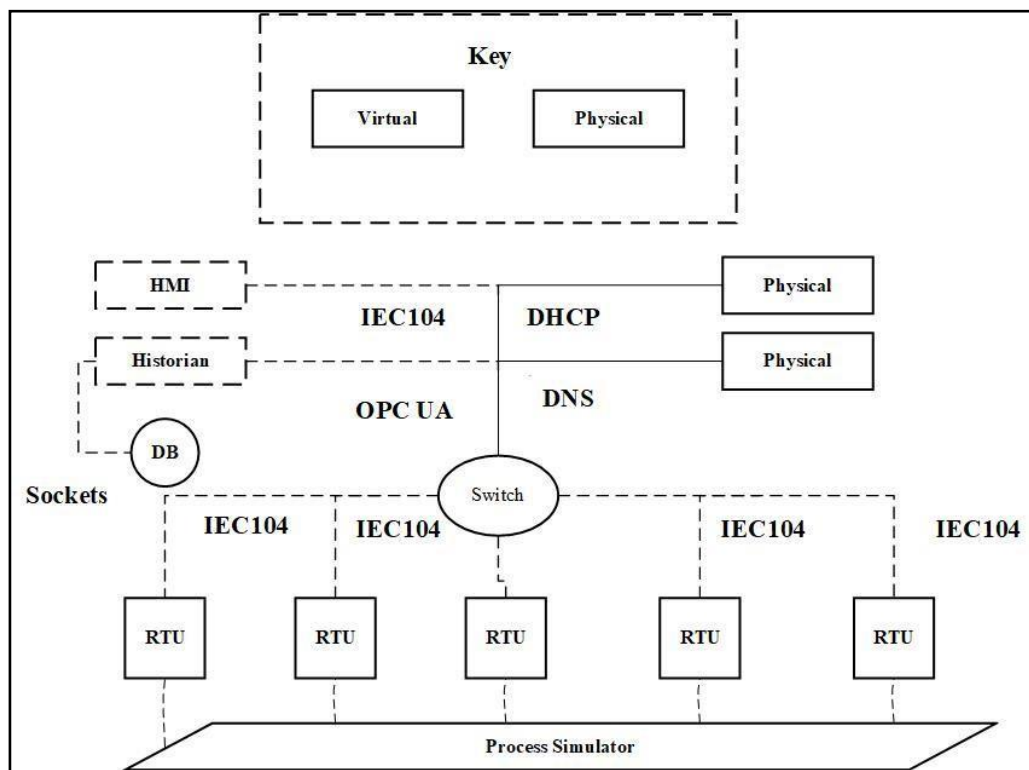 Key
Virtual
Physical
HMI
Physical
IEC104
DHCP
Historian
Physical
OPC UA
DNS
DB
Sockets
Switch
IEC104
IEC104
IEC104
IEC104
RTU
RTU
RTU
RTU
RTU
Process Simulator